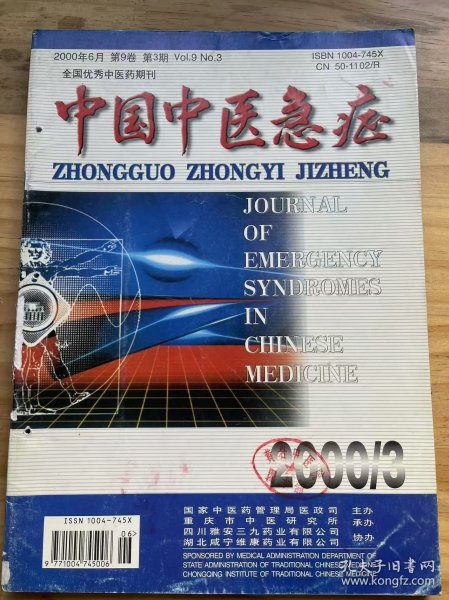 2000年6月 第9卷 第3期 Vol.9 No.3
ISBN 1004-745X
CN 50-1102/R
全国优秀中医药期刊
中国中医急症
ZHONGGUO ZHONGYI JIZHENG
JOURNAL
OF
EMERGENCY
SYNDROMES
IN
CHINESE
MEDICINE
2000/3
国家中医药管理局医政司 主办
重庆市中医研究所 承办
四川雅安三九药业有限公司 协办
湖北咸宁维康药业有限公司
SPONSORED BY MEDICAL ADMINISTRATION DEPARTMENT OF
STATE ADMINISTRATION OF TRADITIONAL CHINESE MEDICINE
CHONGQING INSTITUTE OF TRADITIONAL CHINESE MEDICINE
ISSN 1004-745X
06>
9 771004 745006
孔夫子旧书网
kongfz.com